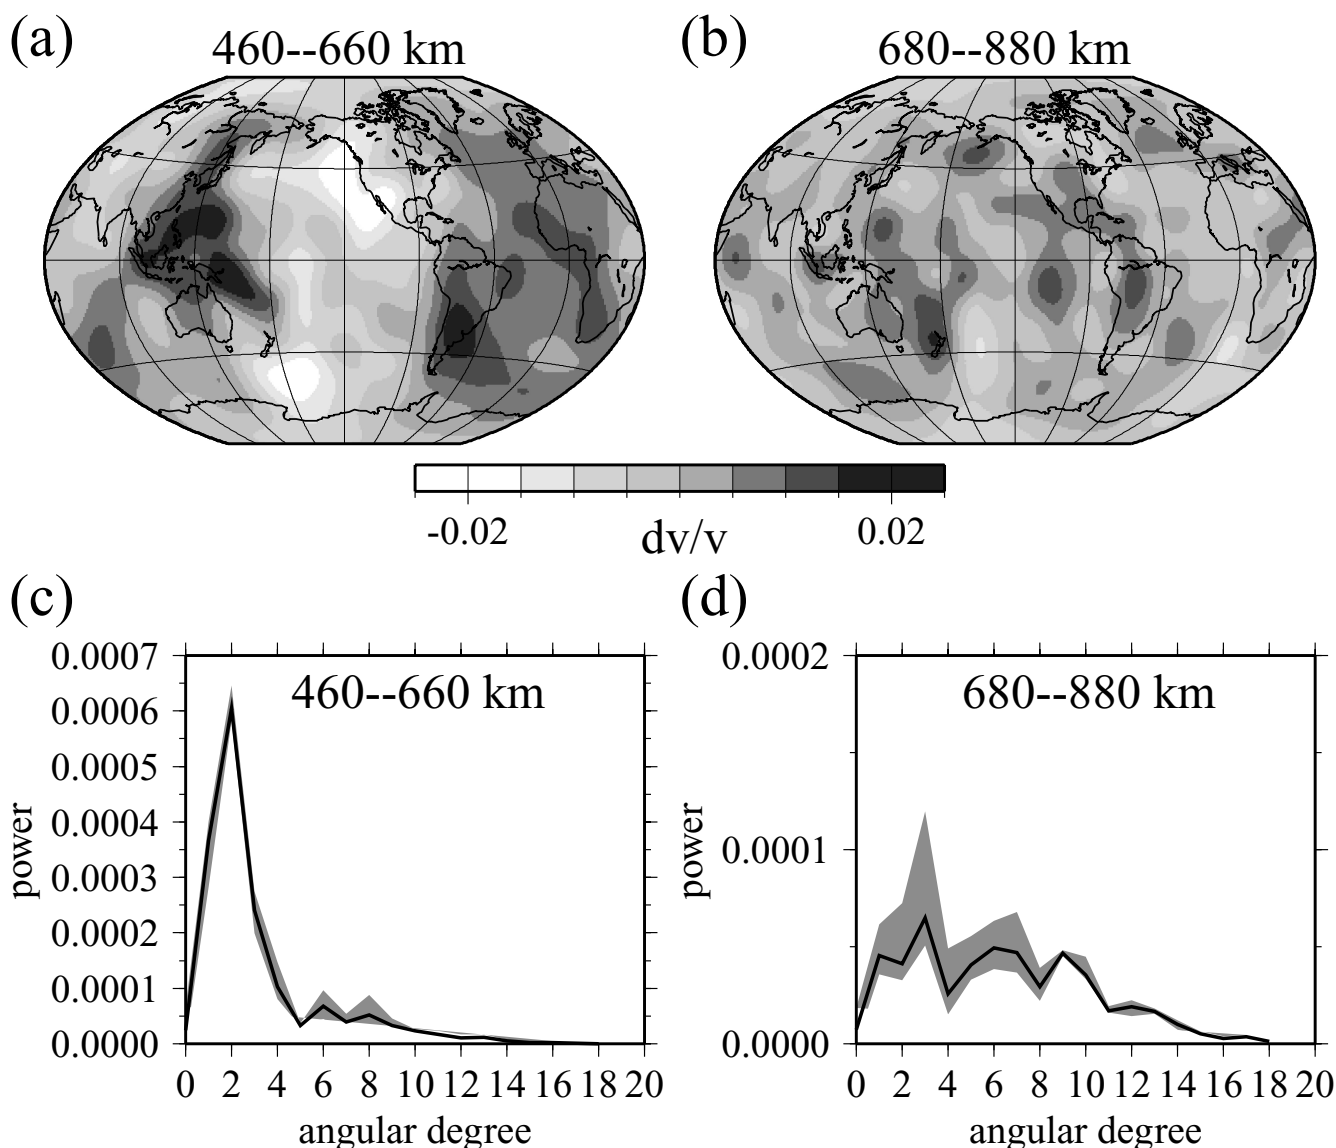 (a)
460--660 km
(b)
680--880 km
-0.02
0.02
dv/v
(c)
0.0007
0.0006
0.0005
0.0004
0.0003
0.0002
0.0001
0.0000
power
460--660 km
0 2 4 6 8 10 12 14 16 18 20
angular degree
(d)
0.0002
0.0001
0.0000
power
680--880 km
0 2 4 6 8 10 12 14 16 18 20
angular degree